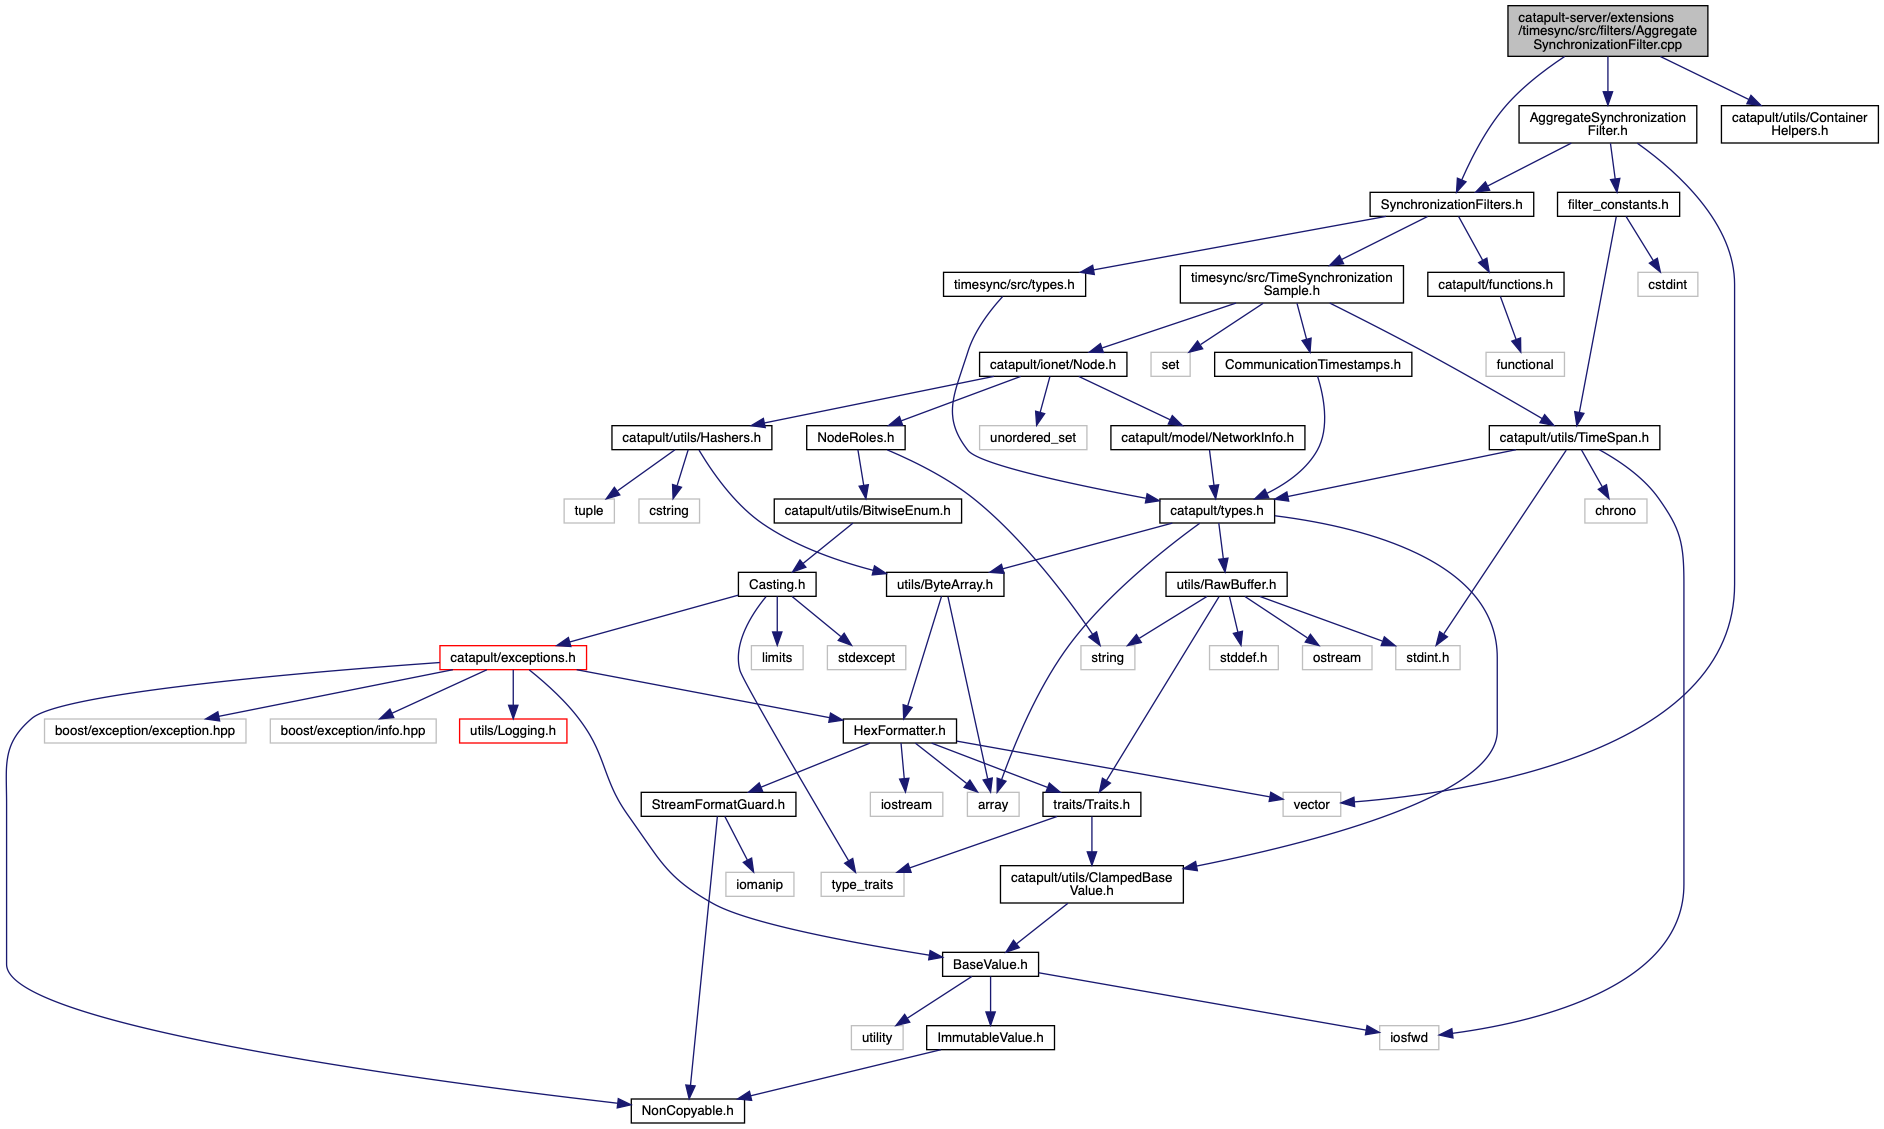 catapult-server/extensions
/timesync/src/filters/Aggregate
SynchronizationFilter.cpp
AggregateSynchronization
Filter.h
catapult/utils/Container
Helpers.h
SynchronizationFilters.h
filter_constants.h
timesync/src/types.h
timesync/src/TimeSynchronization
Sample.h
catapult/functions.h
cstdint
catapult/ionet/Node.h
set
CommunicationTimestamps.h
functional
catapult/utils/Hashers.h
NodeRoles.h
unordered_set
catapult/model/NetworkInfo.h
catapult/utils/TimeSpan.h
tuple
cstring
catapult/utils/BitwiseEnum.h
catapult/types.h
chrono
Casting.h
utils/ByteArray.h
utils/RawBuffer.h
catapult/exceptions.h
limits
stdexcept
string
stddef.h
ostream
stdint.h
boost/exception/exception.hpp
boost/exception/info.hpp
utils/Logging.h
HexFormatter.h
StreamFormatGuard.h
iostream
array
traits/Traits.h
vector
iomanip
type_traits
catapult/utils/ClampedBase
Value.h
BaseValue.h
utility
ImmutableValue.h
iosfwd
NonCopyable.h